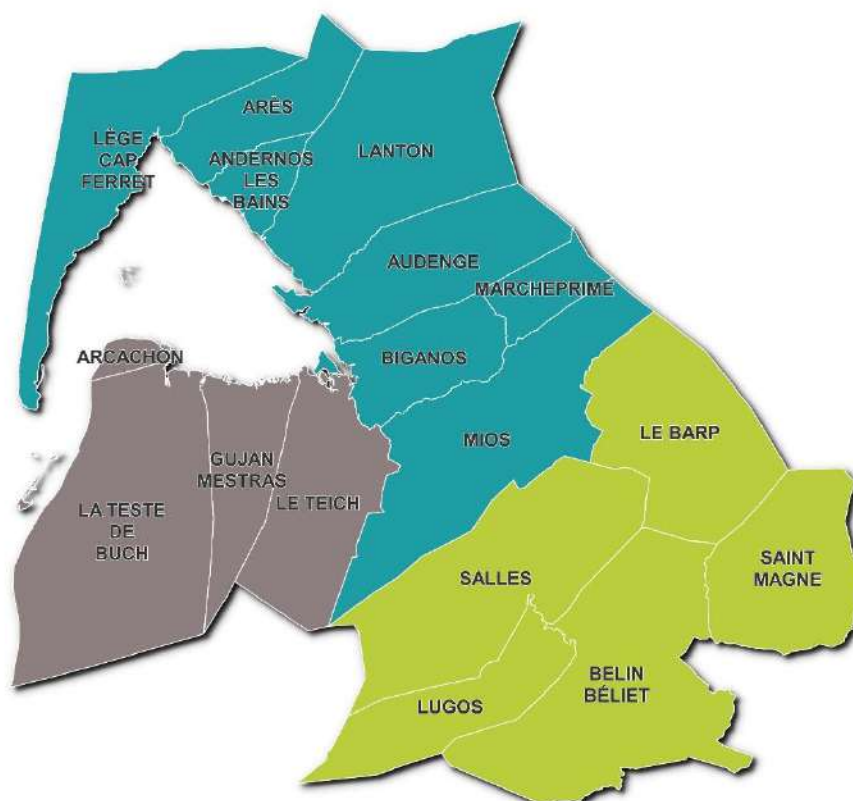 ARÈS
LÈGE
CAP
FERRET
ANDERNOS
LES
BAINS
LANTON
AUDENGE
MARCHEPRIME
ARCACHON
BIGANOS
LE BARP
MIOS
GUJAN
MESTRAS
LE TEICH
LA TESTE
DE
BUCH
SALLES
SAINT
MAGNE
BELIN
BÉLIET
LUGOS